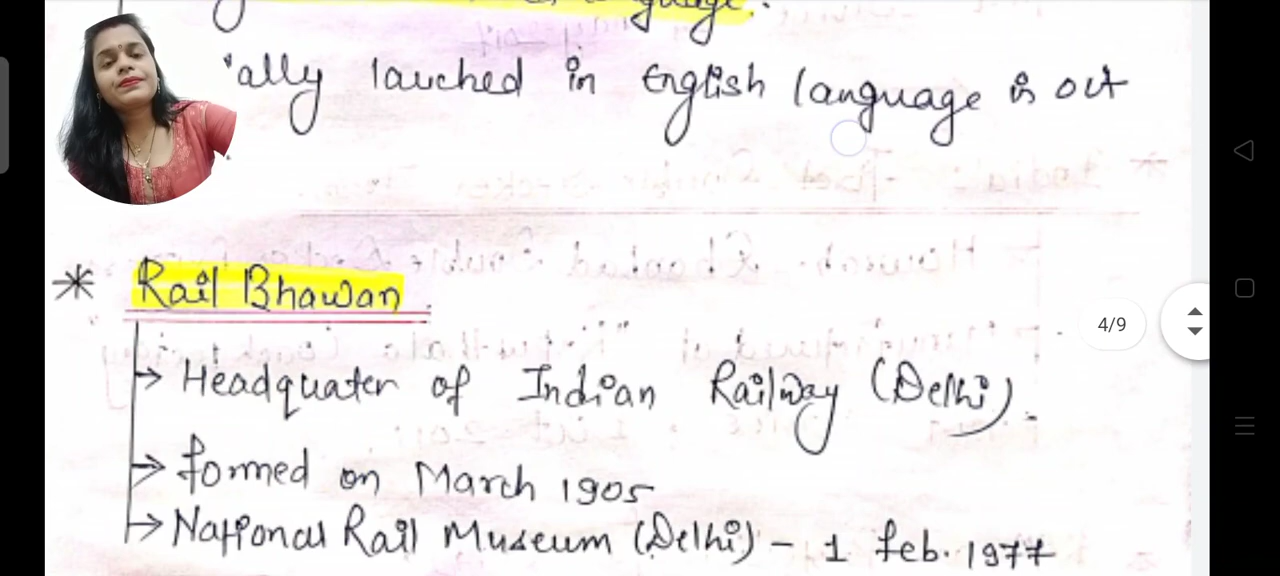 guage.
ally lauched in English language is out
* Rail Bhawan.
→ Headquater of Indian Railway (Delhi).
→ formed on March 1905
→ National Rail Museum (Delhi) - 1 feb. 1977
4/9